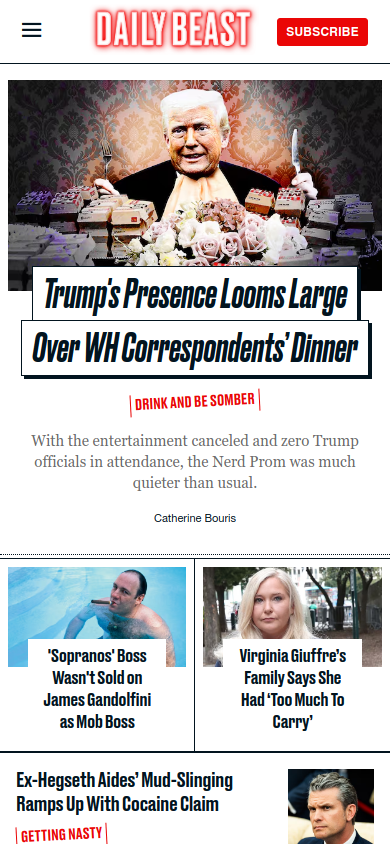 DAILY BEAST
SUBSCRIBE
Trump's Presence Looms Large
Over WH Correspondents' Dinner
DRINK AND BE SOMBER
With the entertainment canceled and zero Trump
officials in attendance, the Nerd Prom was much
quieter than usual.
Catherine Bouris
'Sopranos' Boss
Wasn't Sold on
James Gandolfini
as Mob Boss
Virginia Giuffre’s
Family Says She
Had ‘Too Much To
Carry’
Ex-Hegseth Aides’ Mud-Slinging
Ramps Up With Cocaine Claim
GETTING NASTY